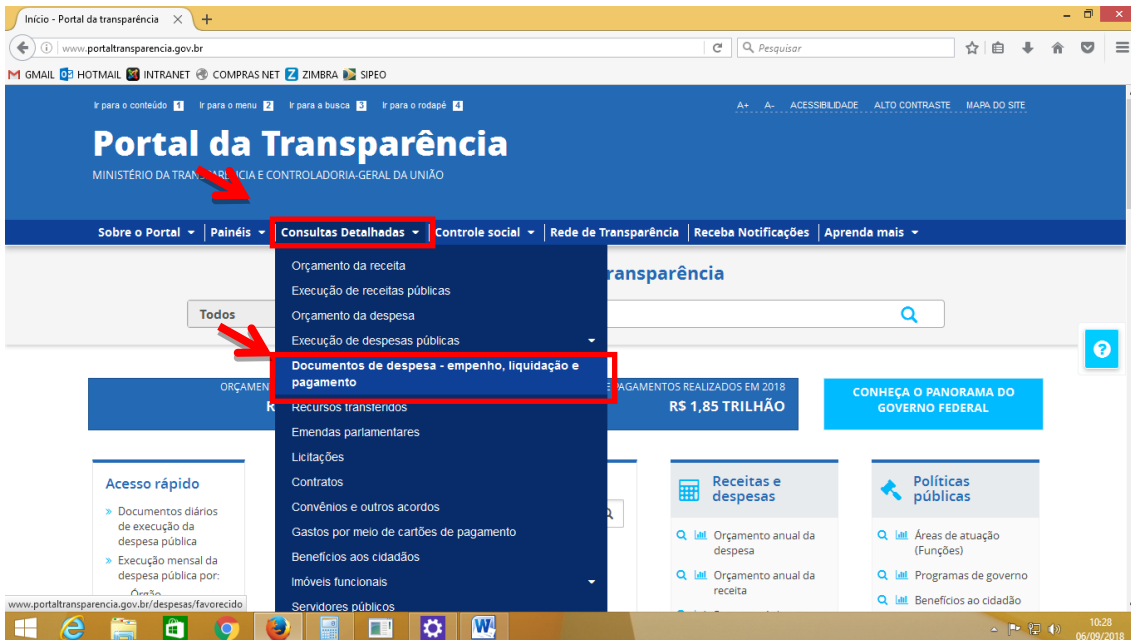 Início - Portal da transparência
www.portaltransparencia.gov.br
Pesquisar
GMAIL HOTMAIL INTRANET COMPRAS NET ZIMBRA SIPEO
Ir para o conteúdo 1 Ir para o menu 2 Ir para a busca 3 Ir para o rodapé 4
A+ A- ACESSIBILIDADE ALTO CONTRASTE MAPA DO SITE
Portal da Transparência
MINISTÉRIO DA TRANSPARÊNCIA E CONTROLADORIA-GERAL DA UNIÃO
Sobre o Portal Painéis Consultas Detalhadas Controle social Rede de Transparência Receba Notificações Aprenda mais
Orçamento da receita
ransparência
Execução de receitas públicas
Todos
Orçamento da despesa
Execução de despesas públicas
Documentos de despesa - empenho, liquidação e
pagamento
ORÇAMEN
PAGAMENTOS REALIZADOS EM 2018
R
R$ 1,85 TRILHÃO
CONHEÇA O PANORAMA DO
GOVERNO FEDERAL
Recursos transferidos
Emendas parlamentares
Licitações
Contratos
Convênios e outros acordos
Gastos por meio de cartões de pagamento
Benefícios aos cidadãos
Imóveis funcionais
Servidores públicos
Acesso rápido
Documentos diários
de execução da
despesa pública
Execução mensal da
despesa pública por:
Órgão
Receitas e
despesas
Orçamento anual da
despesa
Orçamento anual da
receita
Políticas
públicas
Áreas de atuação
(Funções)
Programas de governo
Benefícios ao cidadão
www.portaltransparencia.gov.br/despesas/favorecido
10:28
06/09/2018